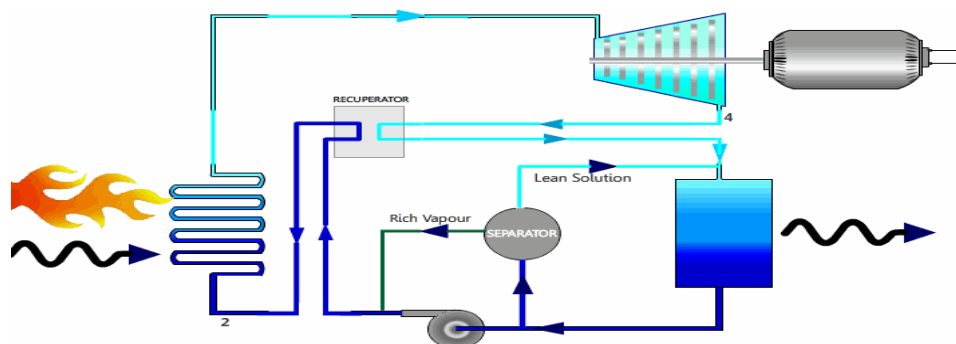 RECUPERATOR
4
Lean Solution
Rich Vapour
SEPARATOR
2